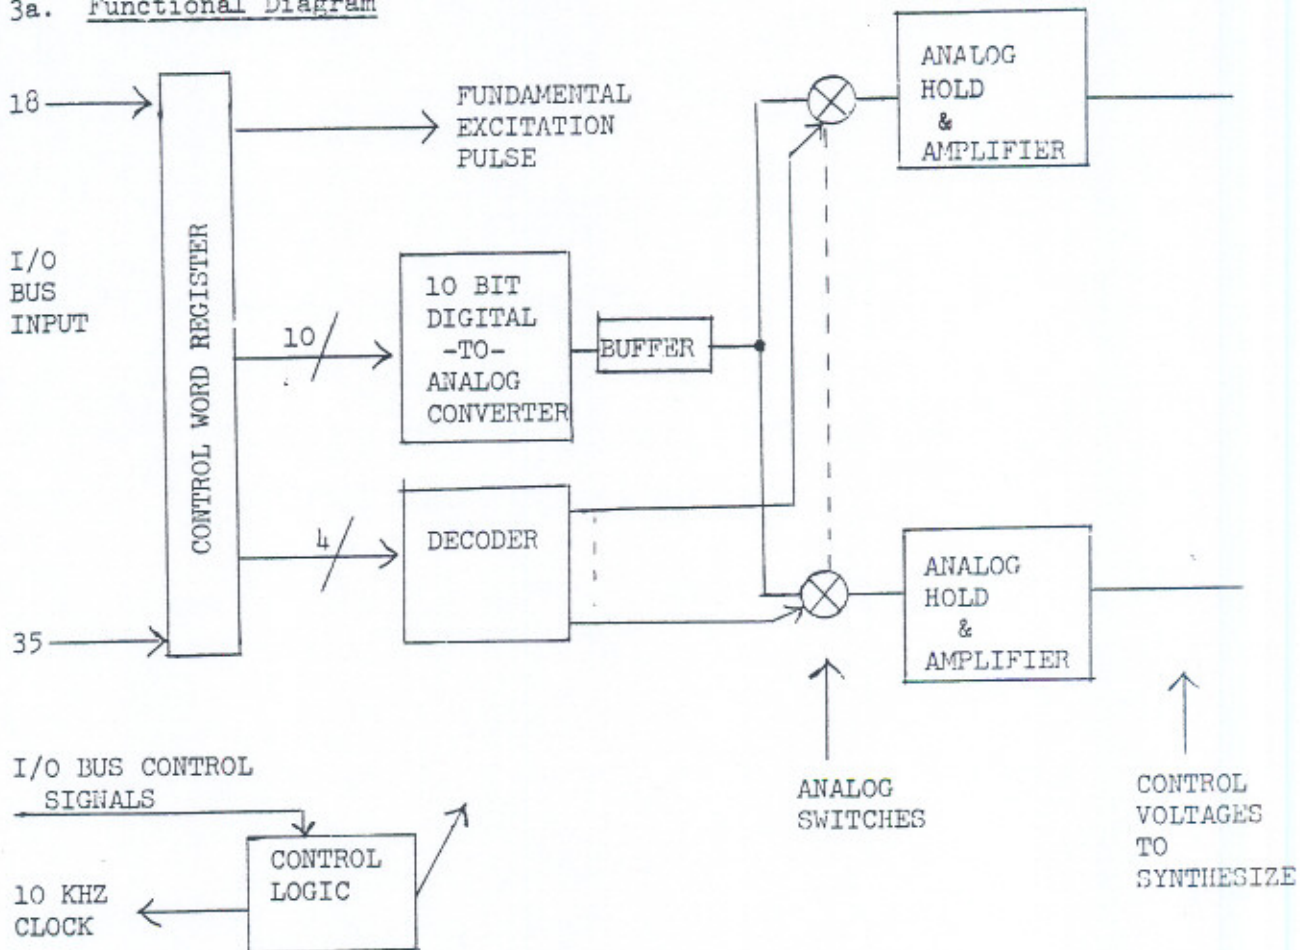 3a. Functional Diagram
18
I/O
BUS
INPUT
35
CONTROL WORD REGISTER
FUNDAMENTAL
EXCITATION
PULSE
10
10 BIT
DIGITAL
-TO-
ANALOG
CONVERTER
BUFFER
4
DECODER
ANALOG
HOLD
&
AMPLIFIER
ANALOG
HOLD
&
AMPLIFIER
ANALOG
SWITCHES
CONTROL
VOLTAGES
TO
SYNTHESIZE
I/O BUS CONTROL
SIGNALS
CONTROL
LOGIC
10 KHZ
CLOCK